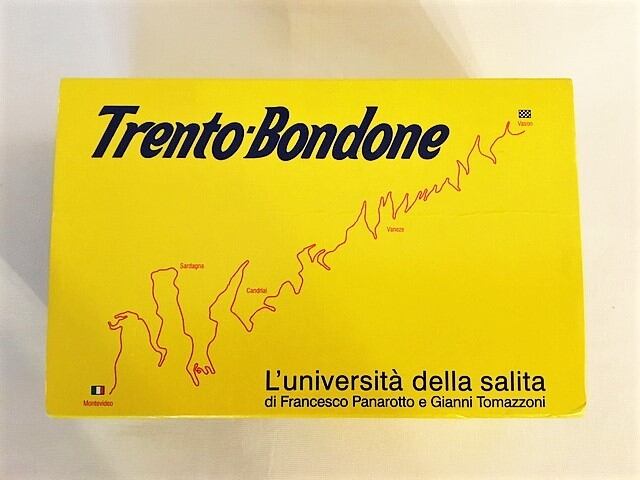 Trento-Bondone
Vason
Vaneze
Sardagna
Candriai
Montevideo
L'università della salita
di Francesco Panarotto e Gianni Tomazzoni